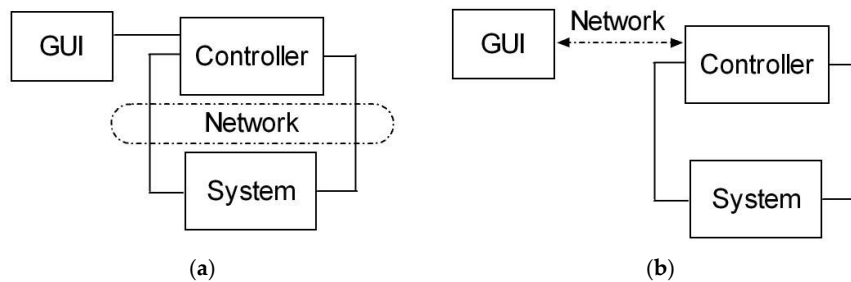 GUI
Controller
Network
System
(a)
Network
GUI
Controller
System
(b)